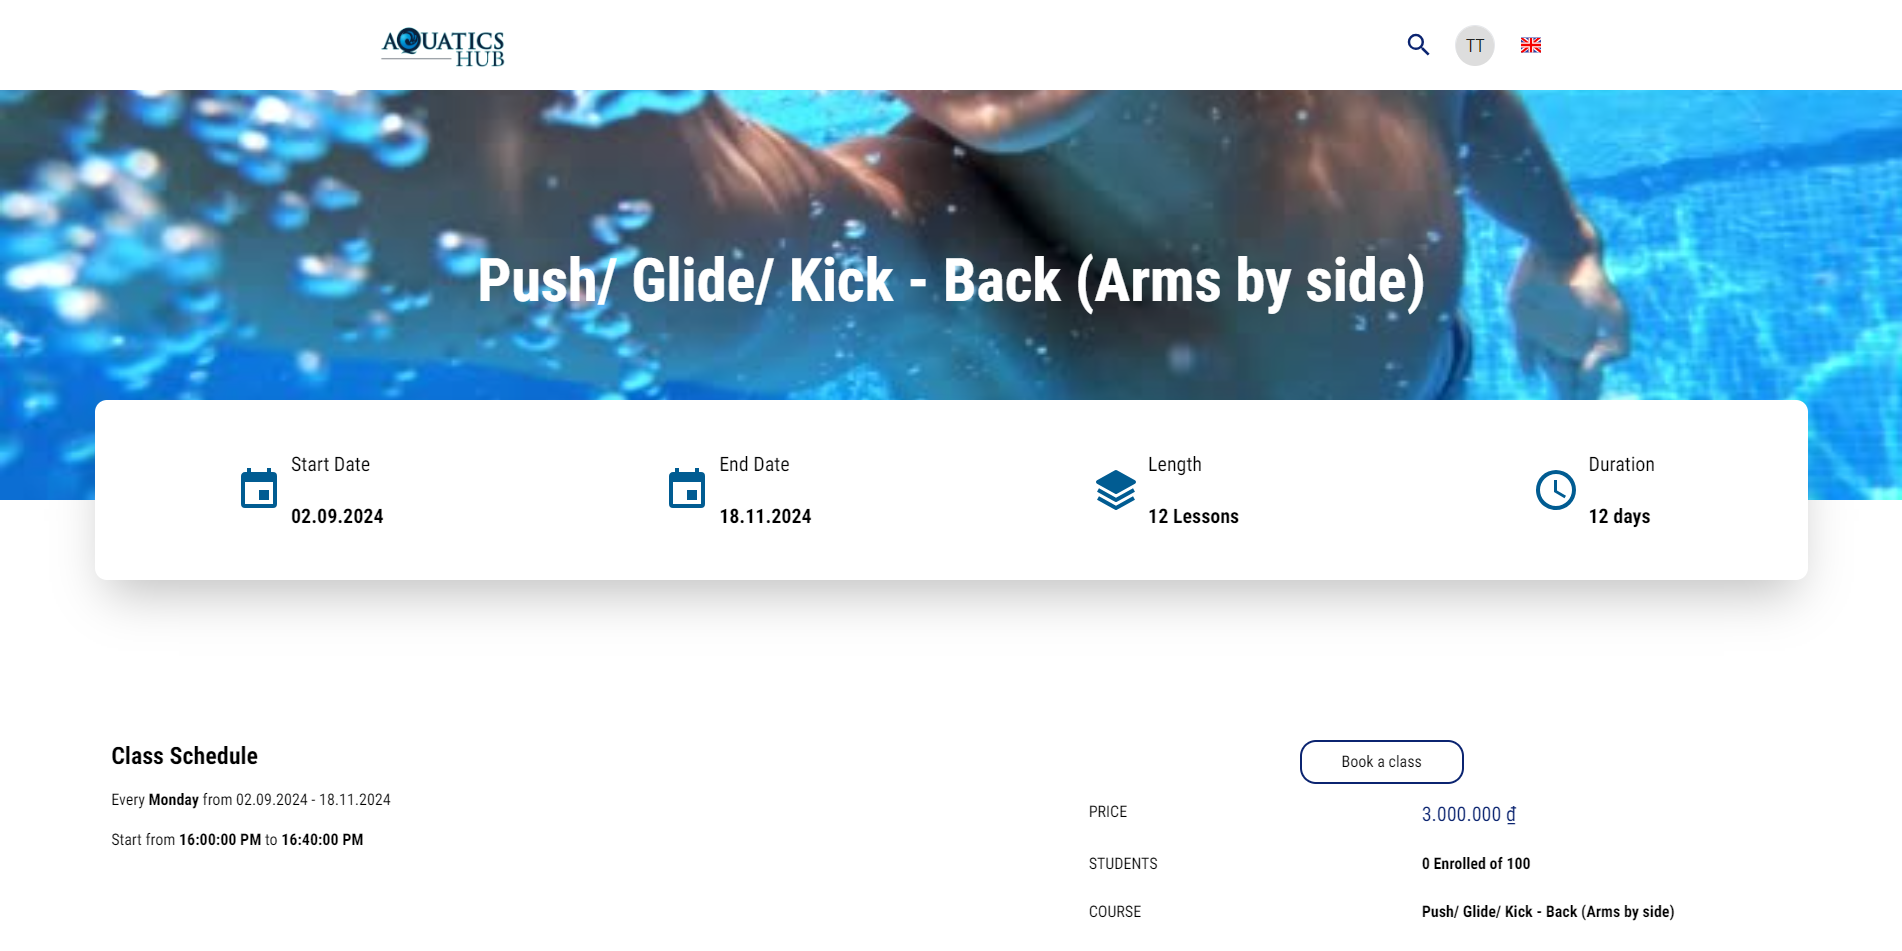 AQUATICS
HUB
TT
Push/ Glide/ Kick - Back (Arms by side)
Start Date
02.09.2024
End Date
18.11.2024
Length
12 Lessons
Duration
12 days
Class Schedule
Every Monday from 02.09.2024 - 18.11.2024
Start from 16:00:00 PM to 16:40:00 PM
Book a class
PRICE 3.000.000 ₫
STUDENTS 0 Enrolled of 100
COURSE Push/ Glide/ Kick - Back (Arms by side)